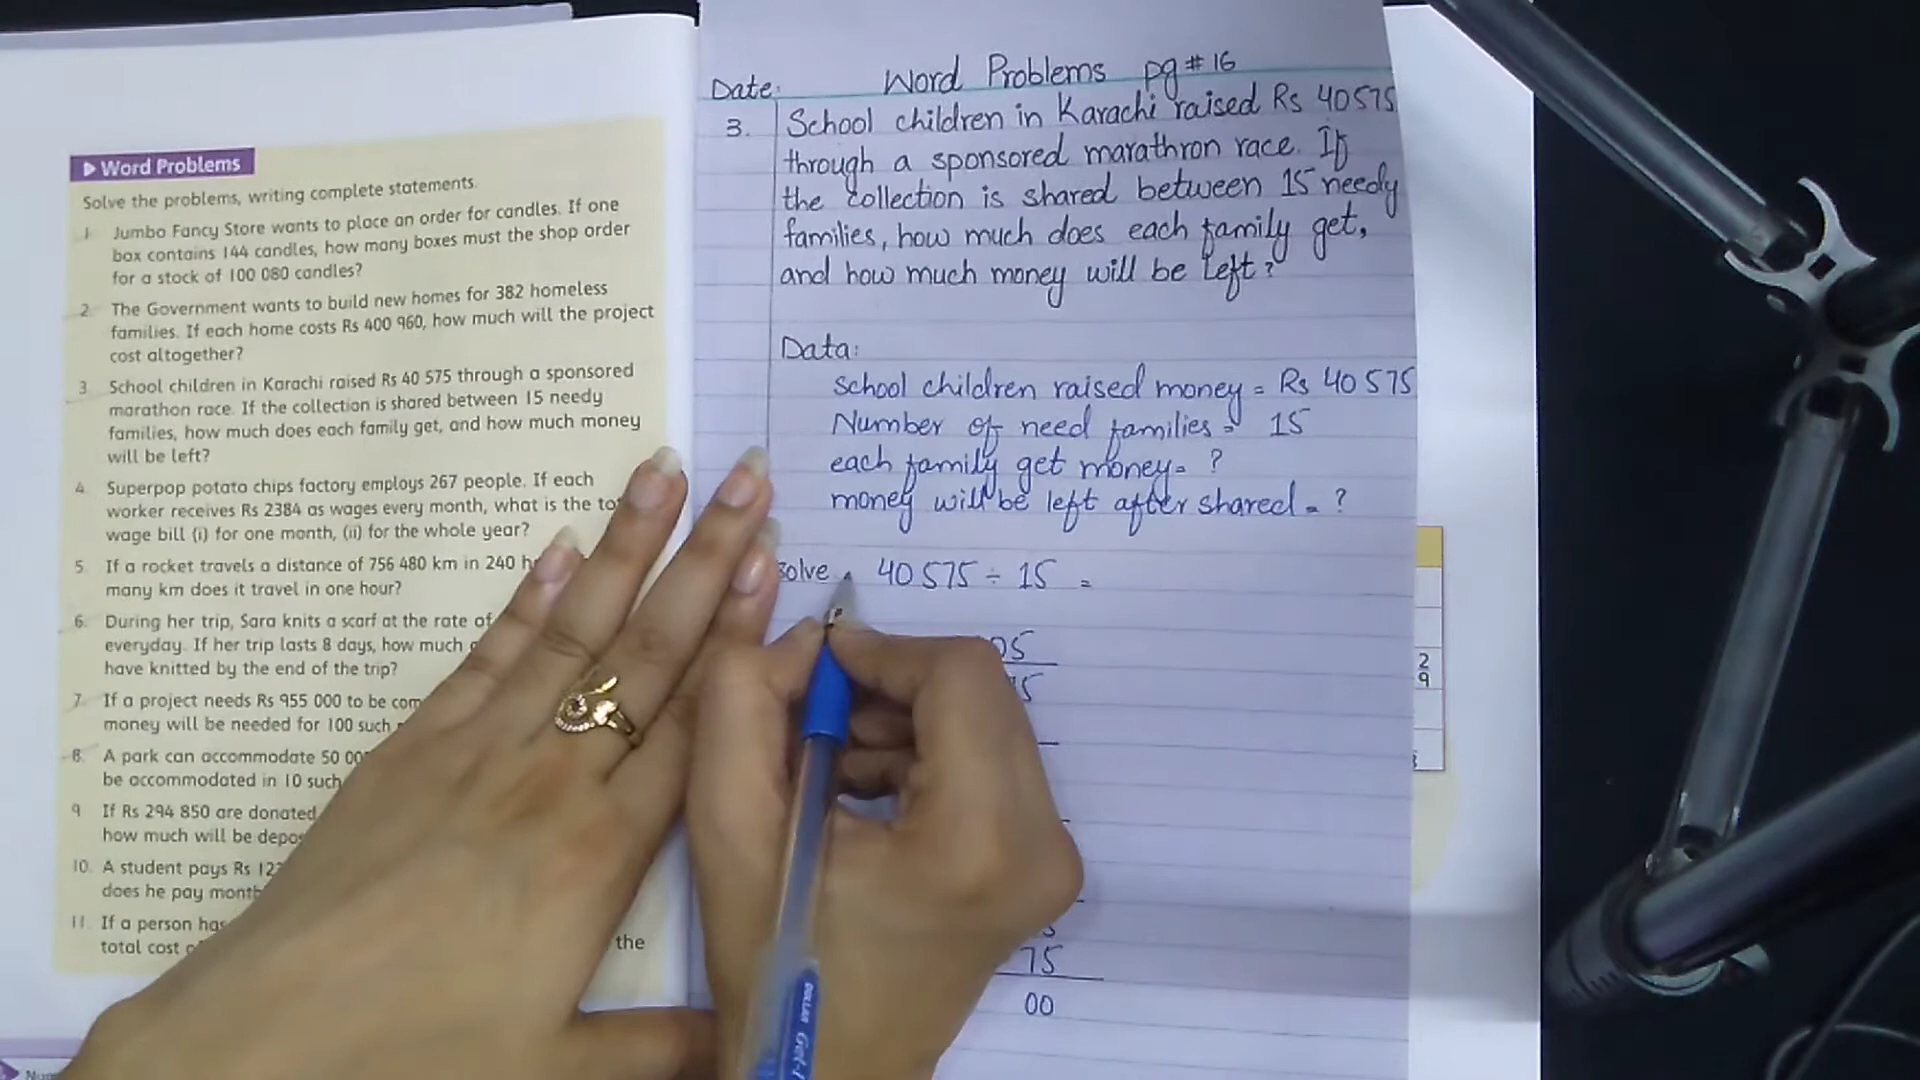 Word Problems
Solve the problems, writing complete statements.
1. Jumbo Fancy Store wants to place an order for candles. If one
box contains 144 candles, how many boxes must the shop order
for a stock of 100 080 candles?
2. The Government wants to build new homes for 382 homeless
families. If each home costs Rs 400 960, how much will the project
cost altogether?
3. School children in Karachi raised Rs 40 575 through a sponsored
marathon race. If the collection is shared between 15 needy
families, how much does each family get, and how much money
will be left?
4. Superpop potato chips factory employs 267 people. If each
worker receives Rs 2384 as wages every month, what is the
wage bill (i) for one month, (ii) for the whole year?
5. If a rocket travels a distance of 756 480 km in 240
many km does it travel in one hour?
6. During her trip, Sara knits a scarf at the rate of
everyday. If her trip lasts 8 days, how much
have knitted by the end of the trip?
7. If a project needs Rs 955 000 to be
money will be needed for 100 such
8. A park can accommodate
be accommodated in 10 such
9 If Rs 294 850 are donated
how much will be
10. A student pays Rs
does he pay
11. If a person has
total cost
the
Date: Word Problems pg # 16
3. School children in Karachi raised Rs 40575
through a sponsored marathron race. If
the collection is shared between 15 needy
families, how much does each family get,
and how much money will be left?
Data:
School children raised money = Rs 40 575
Number of need families = 15
each family get money = ?
money will be left after shared = ?
Solve 40 575 ÷ 15 =
05
75
00